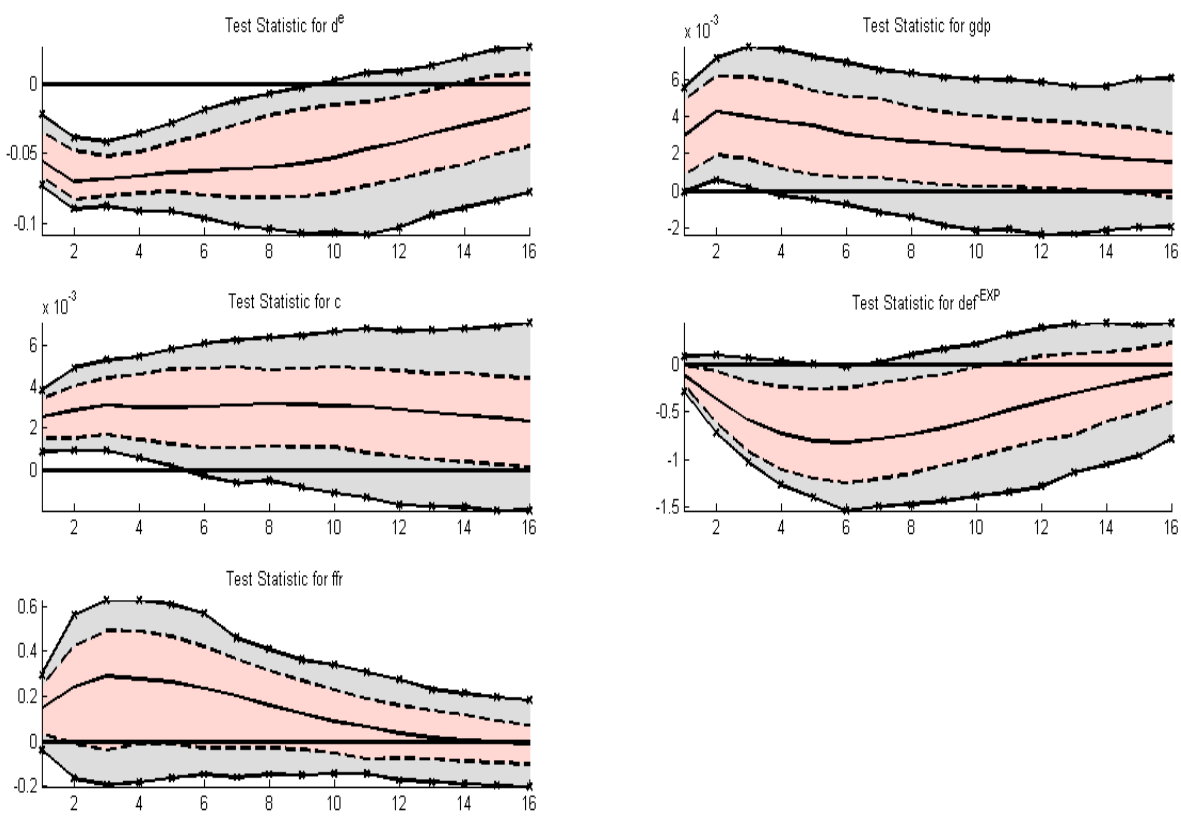 Test Statistic for dᵉ
0
-0.05
-0.1
2 4 6 8 10 12 14 16
Test Statistic for gdp
x 10⁻³
6
4
2
0
-2
2 4 6 8 10 12 14 16
Test Statistic for c
x 10⁻³
6
4
2
0
2 4 6 8 10 12 14 16
Test Statistic for defᴱˣᴾ
0
-0.5
-1
-1.5
2 4 6 8 10 12 14 16
Test Statistic for ffr
0.6
0.4
0.2
0
-0.2
2 4 6 8 10 12 14 16